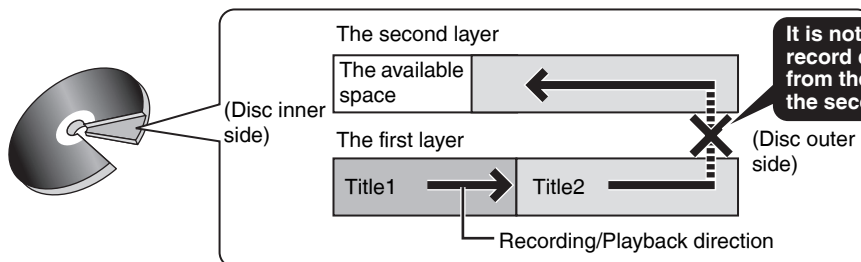 The second layer
The available
space
It is not
record
from the
the
(Disc inner
side)
The first layer
(Disc outer
side)
Title1
Title2
Recording/Playback direction